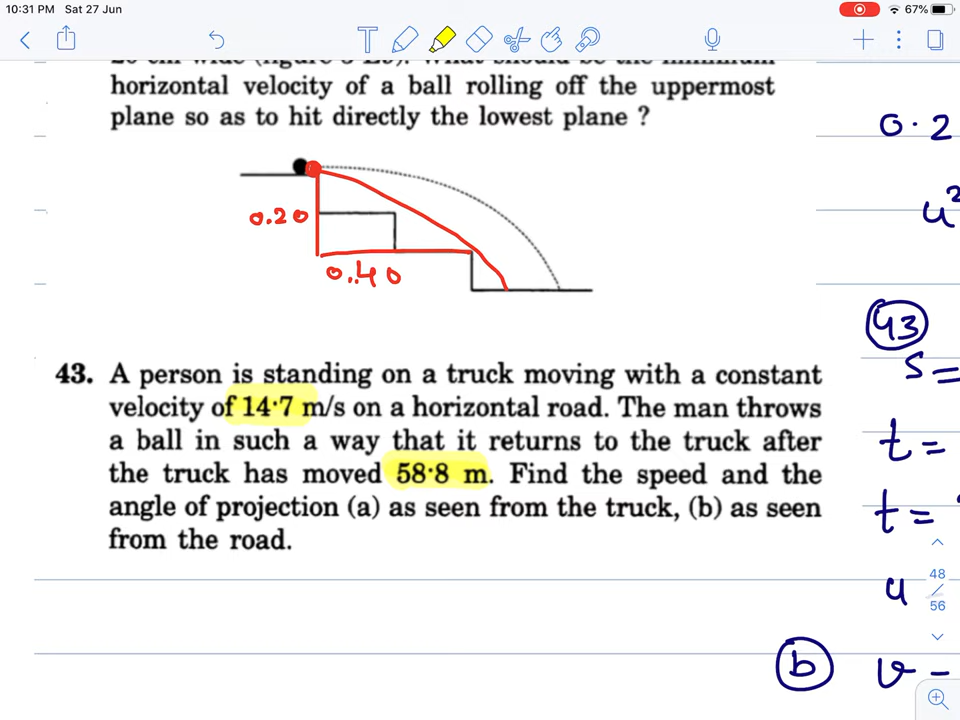 10:31 PM Sat 27 Jun
67%
horizontal velocity of a ball rolling off the uppermost
plane so as to hit directly the lowest plane ?
0.20
0.40
43. A person is standing on a truck moving with a constant
velocity of 14·7 m/s on a horizontal road. The man throws
a ball in such a way that it returns to the truck after
the truck has moved 58·8 m. Find the speed and the
angle of projection (a) as seen from the truck, (b) as seen
from the road.
0.2
u²
43
s =
t =
t =
u
b v -
48
/
56